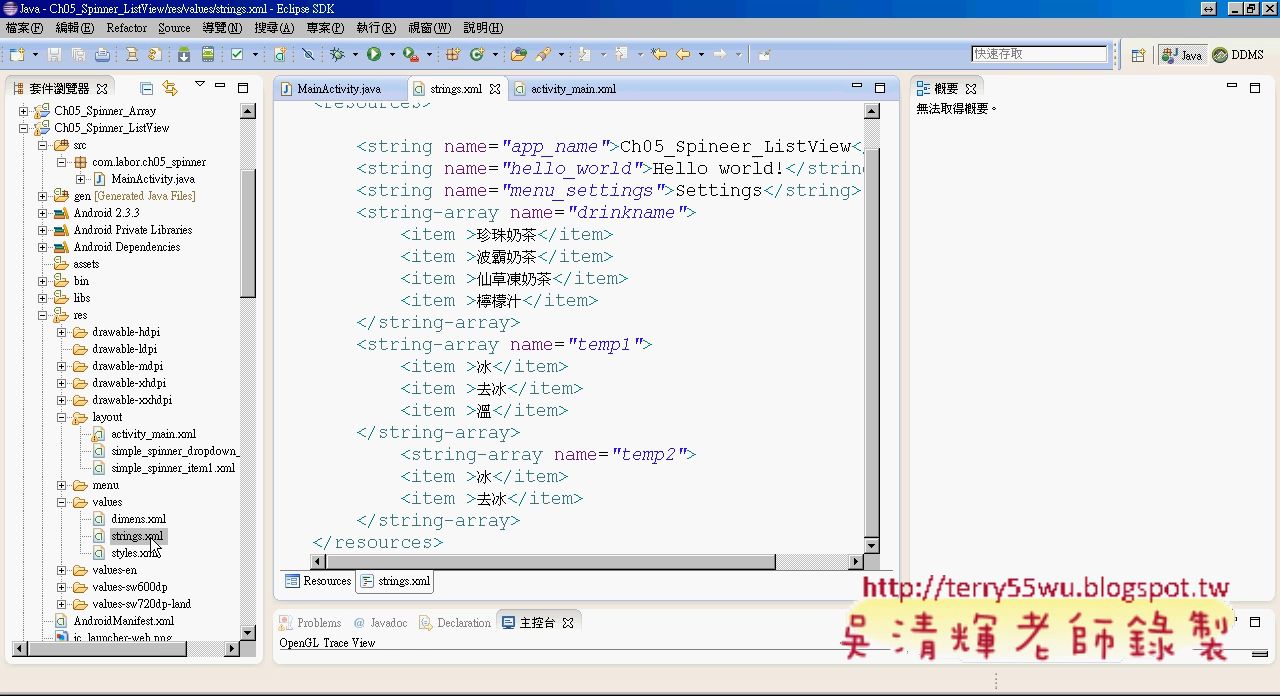 Java - Ch05_Spinner_ListView/res/values/strings.xml - Eclipse SDK
檔案(F) 編輯(E) Refactor Source 導覽(N) 搜尋(A) 專案(P) 執行(R) 視窗(W) 說明(H)
快速存取
Java
DDMS
套件瀏覽器
Ch05_Spinner_Array
Ch05_Spinner_ListView
src
com.labor.ch05_spinner
MainActivity.java
gen [Generated Java Files]
Android 2.3.3
Android Private Libraries
Android Dependencies
assets
bin
libs
res
drawable-hdpi
drawable-ldpi
drawable-mdpi
drawable-xhdpi
drawable-xxhdpi
layout
activity_main.xml
simple_spinner_dropdown_
simple_spinner_item1.xml
menu
values
dimens.xml
strings.xml
styles.xml
values-en
values-sw600dp
values-sw720dp-land
AndroidManifest.xml
ic_launcher-web.png
MainActivity.java
strings.xml
activity_main.xml
<resources>
<string name="app_name">Ch05_Spineer_ListView<
<string name="hello_world">Hello world!</strin
<string name="menu_settings">Settings</string>
<string-array name="drinkname">
<item >珍珠奶茶</item>
<item >波霸奶茶</item>
<item >仙草凍奶茶</item>
<item >檸檬汁</item>
</string-array>
<string-array name="temp1">
<item >冰</item>
<item >去冰</item>
<item >溫</item>
</string-array>
<string-array name="temp2">
<item >冰</item>
<item >去冰</item>
</string-array>
</resources>
Resources
strings.xml
概要
無法取得概要。
Problems
@ Javadoc
Declaration
主控台
OpenGL Trace View
http://terry55wu.blogspot.tw
吳清輝老師錄製